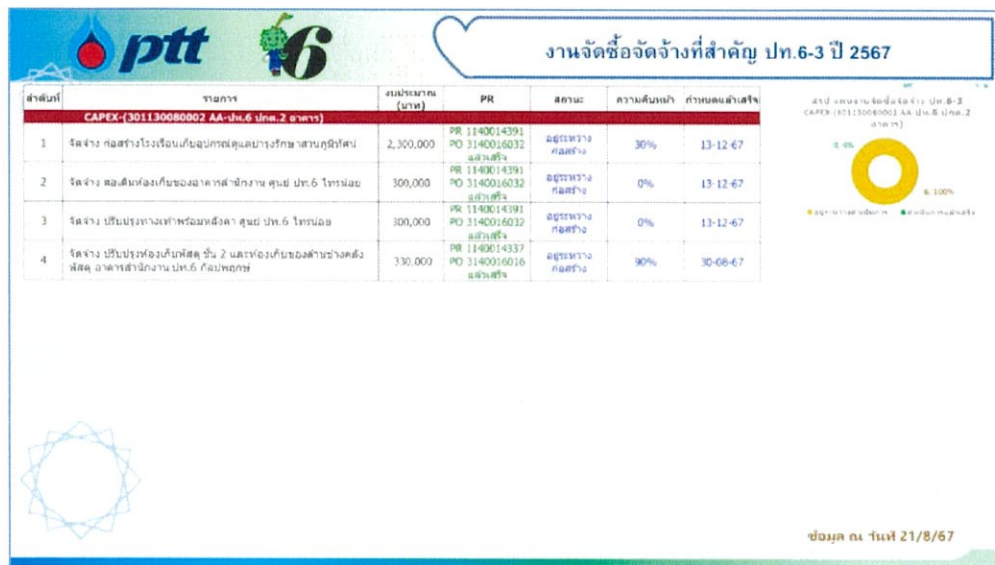 ptt
6
งานจัดซื้อจัดจ้างที่สำคัญ ปท.6-3 ปี 2567
ลำดับที่ รายการ งบประมาณ (บาท) PR สถานะ ความคืบหน้า กำหนดแล้วเสร็จ
CAPEX-(301130080002 AA-ปท.6 ปกต.2 อาคาร)
1 จัดจ้าง ก่อสร้างโรงเรือนเก็บอุปกรณ์ดูแลบำรุงรักษาสวนภูมิทัศน์ 2,300,000 PR 1140014391 PO 3140016032 แล้วเสร็จ อยู่ระหว่างก่อสร้าง 30% 13-12-67
2 จัดจ้าง ต่อเติมห้องเก็บของอาคารสำนักงาน ศูนย์ ปท.6 ไทรน้อย 300,000 PR 1140014391 PO 3140016032 แล้วเสร็จ อยู่ระหว่างก่อสร้าง 0% 13-12-67
3 จัดจ้าง ปรับปรุงทางเท้าพร้อมหลังคา ศูนย์ ปท.6 ไทรน้อย 300,000 PR 1140014391 PO 3140016032 แล้วเสร็จ อยู่ระหว่างก่อสร้าง 0% 13-12-67
4 จัดจ้าง ปรับปรุงห้องเก็บพัสดุ ชั้น 2 และห้องเก็บของด้านช่างคลัง
พัสดุ อาคารสำนักงาน ปท.6 กัลปพฤกษ์ 330,000 PR 1140014337 PO 3140016016 แล้วเสร็จ อยู่ระหว่างก่อสร้าง 90% 30-08-67
ปท.6-3
CAPEX-(301130080002 AA-ปท.6 ปกต.2
อาคาร)
6, 100%
ข้อมูล ณ วันที่ 21/8/67